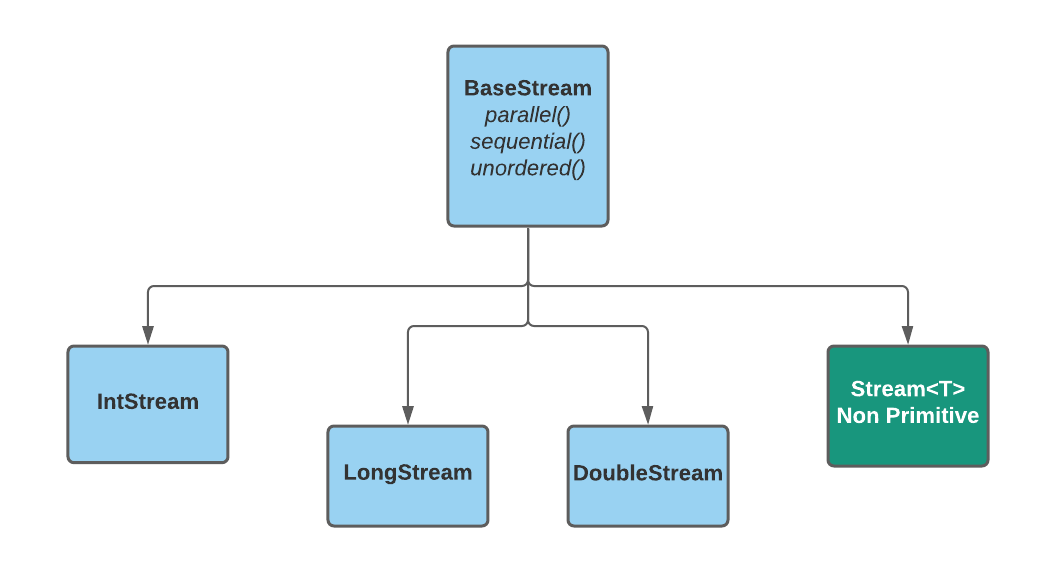 BaseStream
parallel()
sequential()
unordered()
IntStream
LongStream
DoubleStream
Stream<T>
Non Primitive